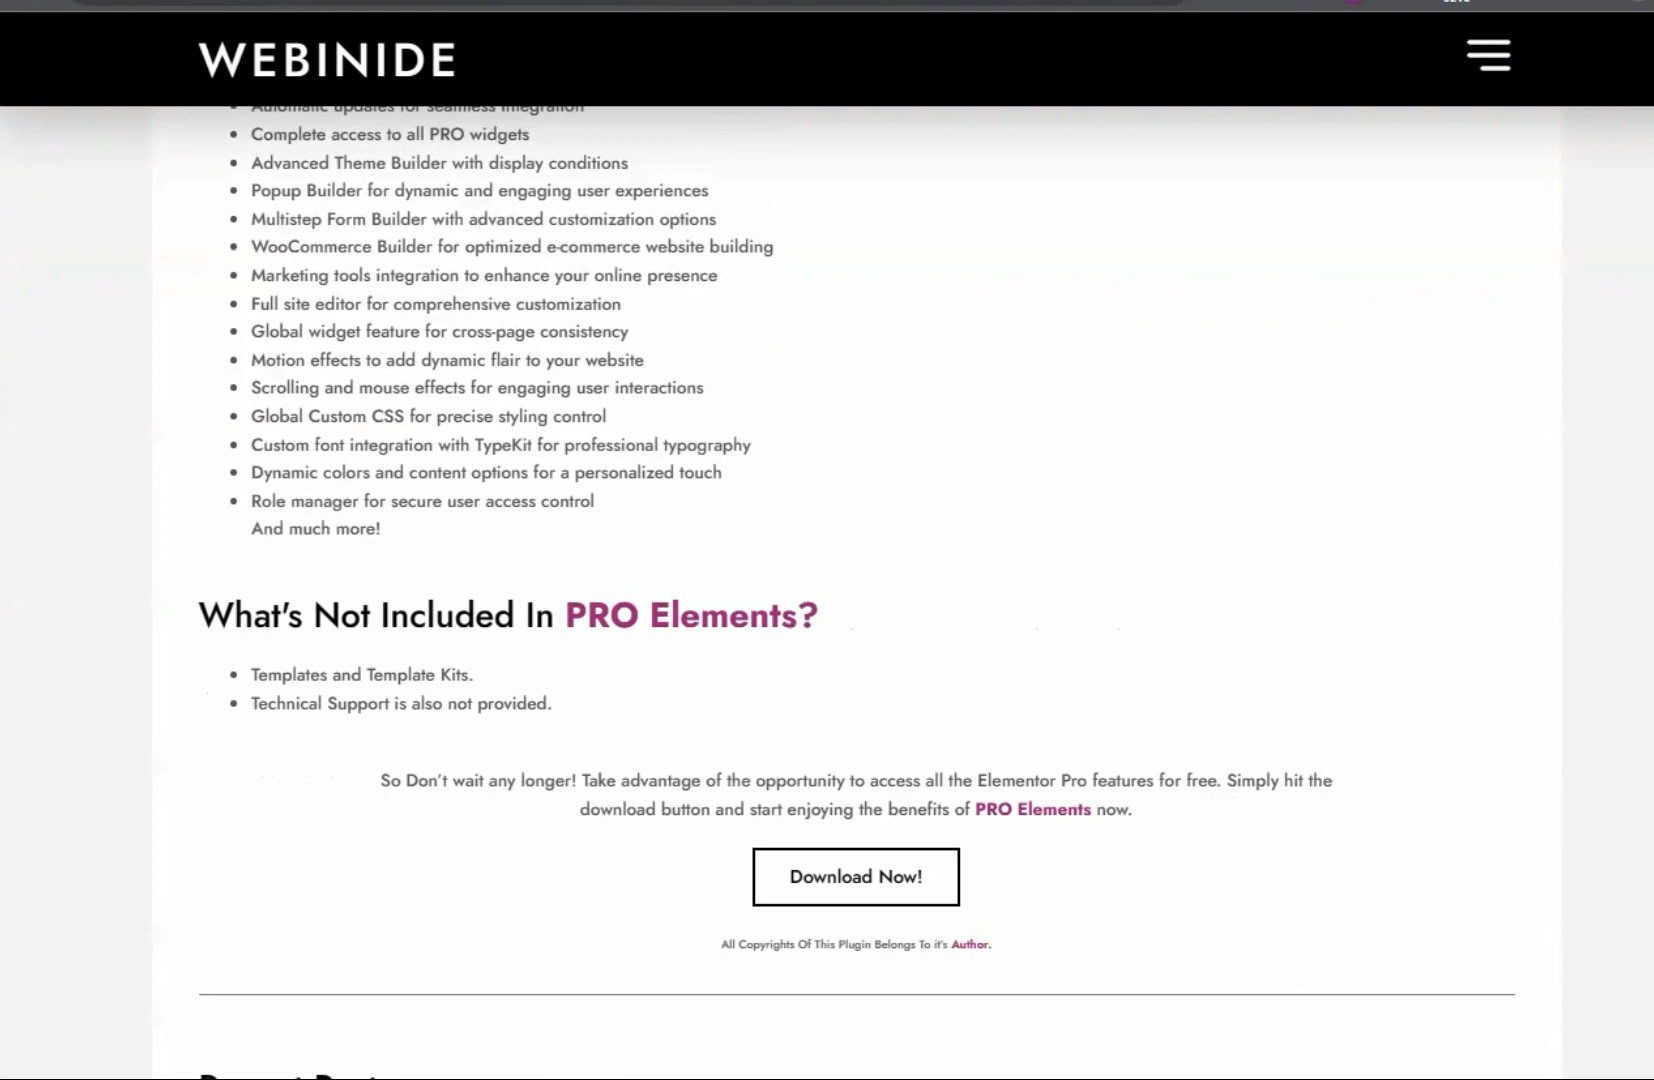 WEBINIDE
Automatic updates for seamless integration
Complete access to all PRO widgets
Advanced Theme Builder with display conditions
Popup Builder for dynamic and engaging user experiences
Multistep Form Builder with advanced customization options
WooCommerce Builder for optimized e-commerce website building
Marketing tools integration to enhance your online presence
Full site editor for comprehensive customization
Global widget feature for cross-page consistency
Motion effects to add dynamic flair to your website
Scrolling and mouse effects for engaging user interactions
Global Custom CSS for precise styling control
Custom font integration with TypeKit for professional typography
Dynamic colors and content options for a personalized touch
Role manager for secure user access control
And much more!
What's Not Included In PRO Elements?
Templates and Template Kits.
Technical Support is also not provided.
So Don't wait any longer! Take advantage of the opportunity to access all the Elementor Pro features for free. Simply hit the
download button and start enjoying the benefits of PRO Elements now.
Download Now!
All Copyrights Of This Plugin Belongs To it's Author.